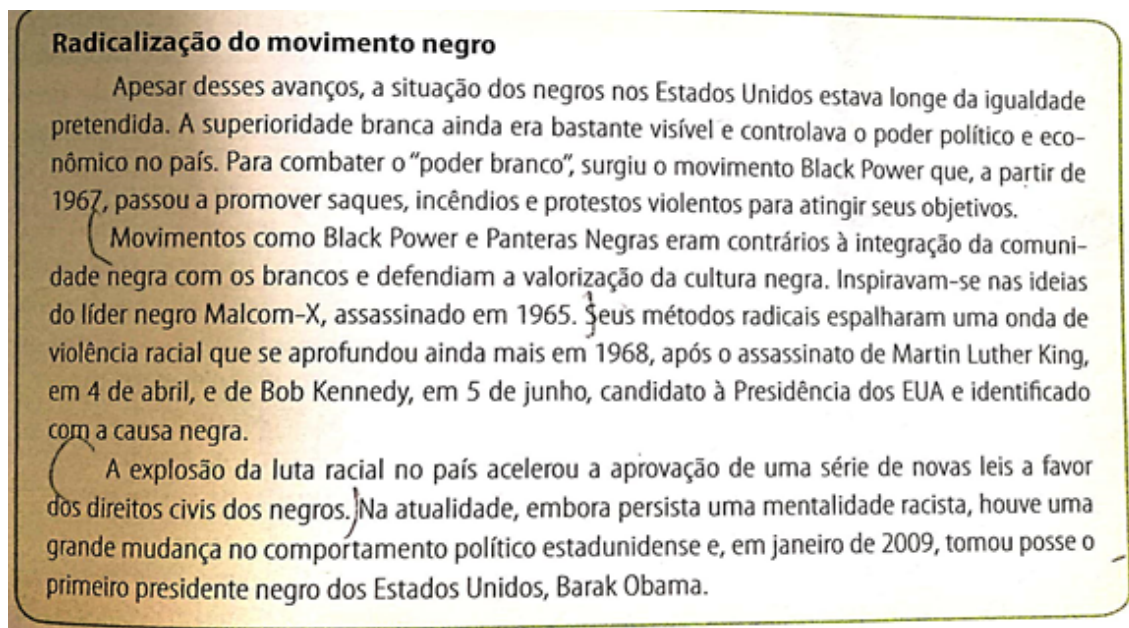 Radicalização do movimento negro
Apesar desses avanços, a situação dos negros nos Estados Unidos estava longe da igualdade
pretendida. A superioridade branca ainda era bastante visível e controlava o poder político e eco-
nômico no país. Para combater o "poder branco", surgiu o movimento Black Power que, a partir de
1967, passou a promover saques, incêndios e protestos violentos para atingir seus objetivos.
Movimentos como Black Power e Panteras Negras eram contrários à integração da comuni-
dade negra com os brancos e defendiam a valorização da cultura negra. Inspiravam-se nas ideias
do líder negro Malcom-X, assassinado em 1965. Seus métodos radicais espalharam uma onda de
violência racial que se aprofundou ainda mais em 1968, após o assassinato de Martin Luther King,
em 4 de abril, e de Bob Kennedy, em 5 de junho, candidato à Presidência dos EUA e identificado
com a causa negra.
A explosão da luta racial no país acelerou a aprovação de uma série de novas leis a favor
dos direitos civis dos negros. Na atualidade, embora persista uma mentalidade racista, houve uma
grande mudança no comportamento político estadunidense e, em janeiro de 2009, tomou posse o
primeiro presidente negro dos Estados Unidos, Barak Obama.